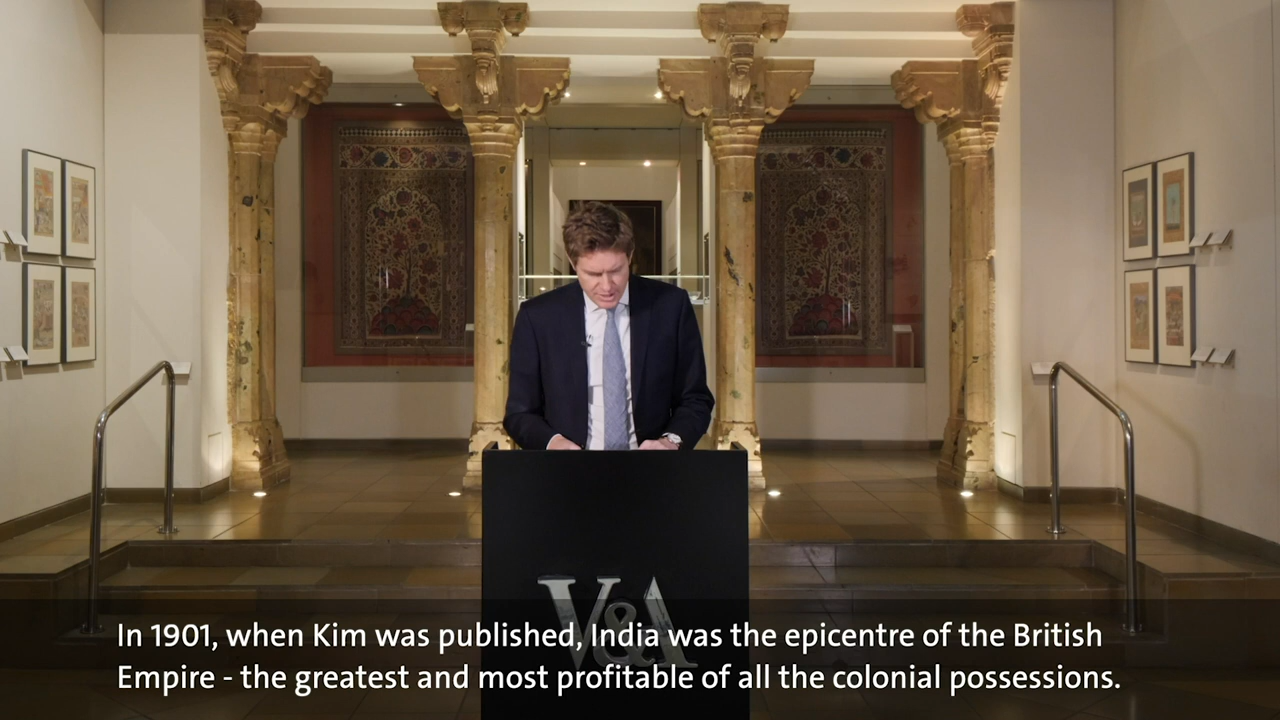 V&A
In 1901, when Kim was published, India was the epicentre of the British
Empire - the greatest and most profitable of all the colonial possessions.